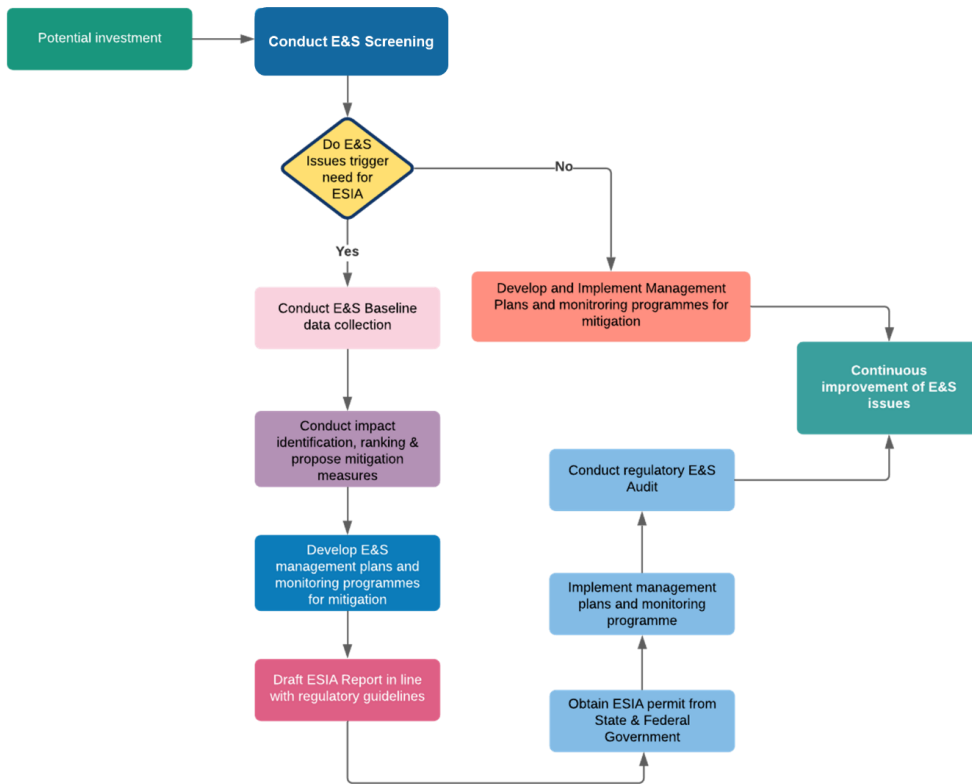 Potential investment
Conduct E&S Screening
Do E&S
Issues trigger
need for
ESIA
No
Yes
Develop and Implement Management
Plans and monitroring programmes for
mitigation
Conduct E&S Baseline
data collection
Continuous
improvement of E&S
issues
Conduct impact
identification, ranking &
propose mitigation
measures
Conduct regulatory E&S
Audit
Develop E&S
management plans and
monitoring programmes
for mitigation
Implement management
plans and monitoring
programme
Draft ESIA Report in line
with regulatory guidelines
Obtain ESIA permit from
State & Federal
Government